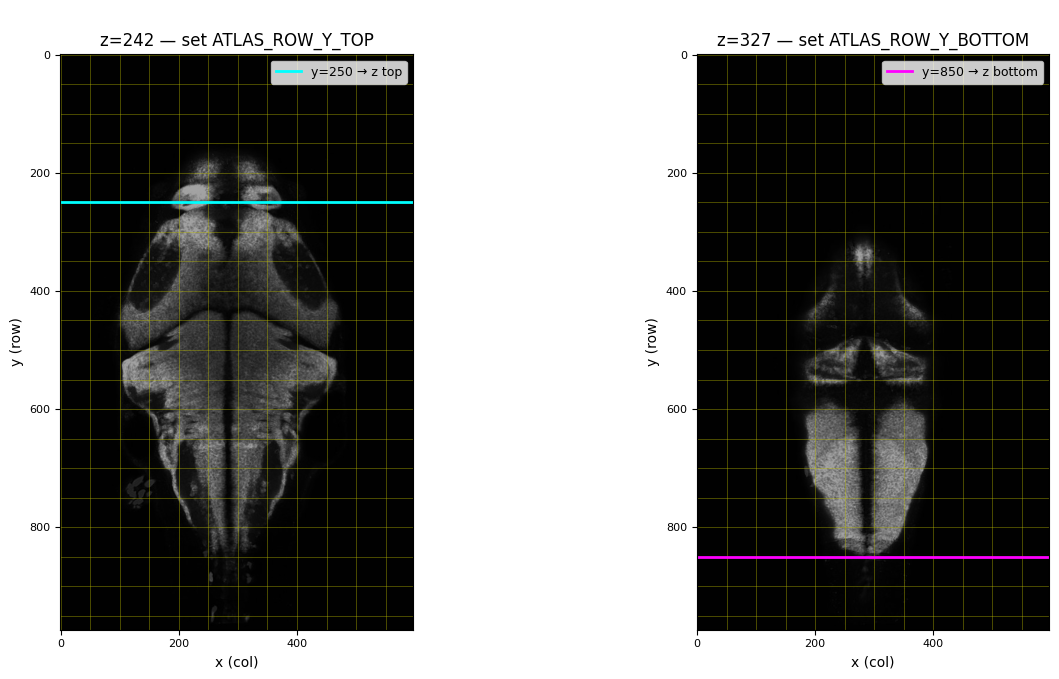 z=242 — set ATLAS_ROW_Y_TOP
y=250 → z top
0
200
400
600
800
y (row)
0
200
400
x (col)
z=327 — set ATLAS_ROW_Y_BOTTOM
y=850 → z bottom
0
200
400
600
800
y (row)
0
200
400
x (col)